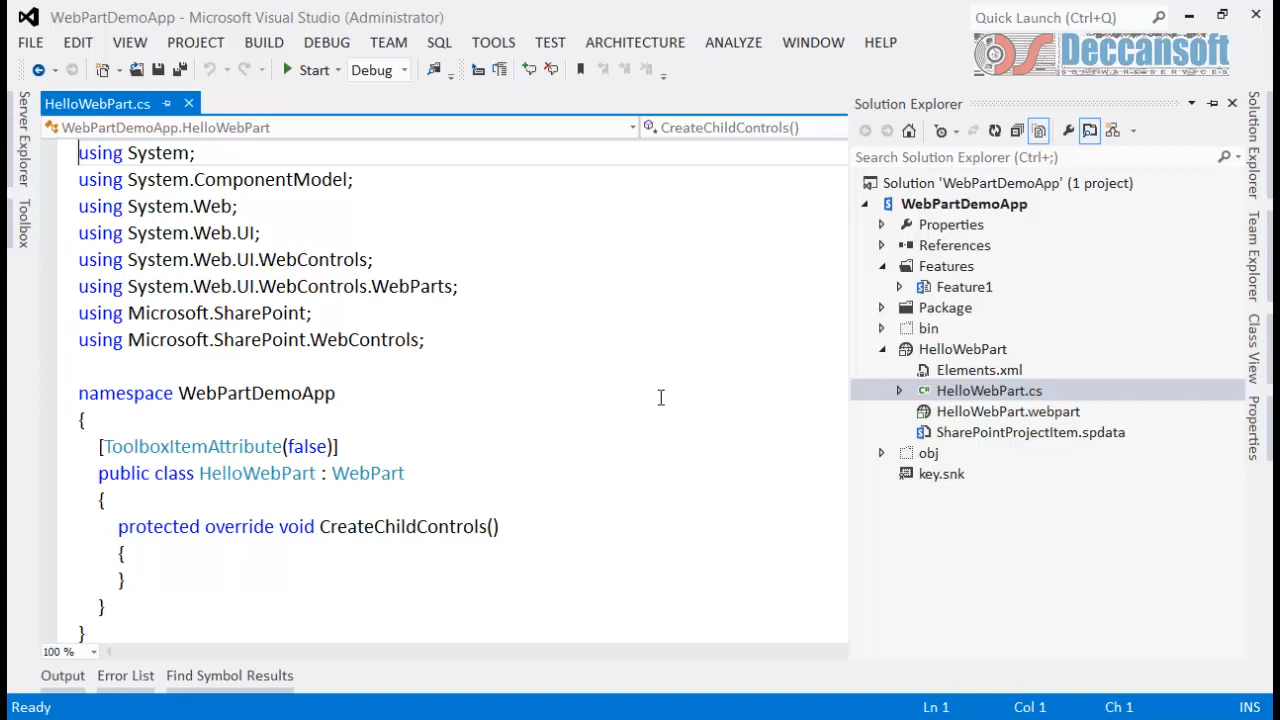 WebPartDemoApp - Microsoft Visual Studio (Administrator)
Quick Launch (Ctrl+Q)
FILE EDIT VIEW PROJECT BUILD DEBUG TEAM SQL TOOLS TEST ARCHITECTURE ANALYZE WINDOW HELP
Deccansoft
SOFTWARE SERVICES
Start Debug
Server Explorer
Toolbox
HelloWebPart.cs
WebPartDemoApp.HelloWebPart
CreateChildControls()
using System;
using System.ComponentModel;
using System.Web;
using System.Web.UI;
using System.Web.UI.WebControls;
using System.Web.UI.WebControls.WebParts;
using Microsoft.SharePoint;
using Microsoft.SharePoint.WebControls;
namespace WebPartDemoApp
{
[ToolboxItemAttribute(false)]
public class HelloWebPart : WebPart
{
protected override void CreateChildControls()
{
}
}
}
100 %
Solution Explorer
Search Solution Explorer (Ctrl+;)
Solution 'WebPartDemoApp' (1 project)
WebPartDemoApp
Properties
References
Features
Feature1
Package
bin
HelloWebPart
Elements.xml
C# HelloWebPart.cs
HelloWebPart.webpart
SharePointProjectItem.spdata
obj
key.snk
Solution Explorer
Team Explorer
Class View
Properties
Output Error List Find Symbol Results
Ready Ln 1 Col 1 Ch 1 INS